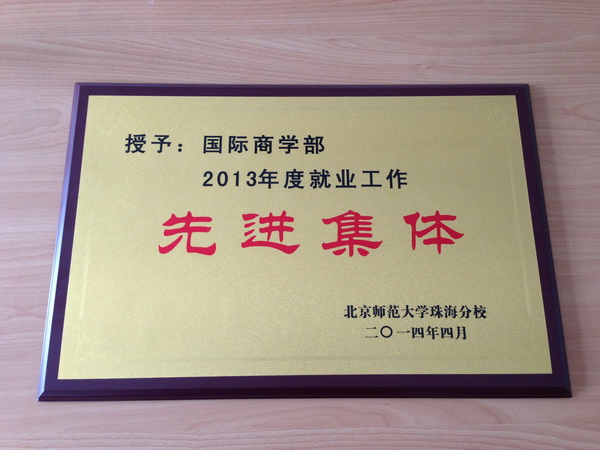 授予：国际商学部
2013年度就业工作
先进集体
北京师范大学珠海分校
二〇一四年四月